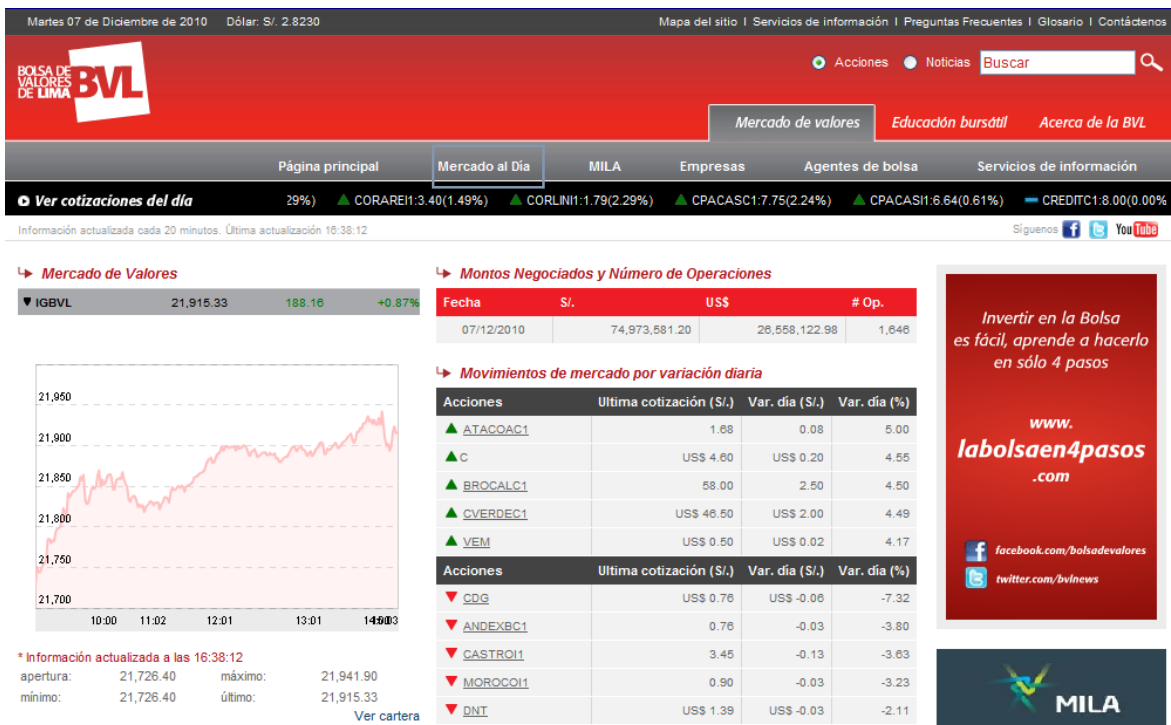 Martes 07 de Diciembre de 2010 Dólar: S/. 2.8230
Mapa del sitio I Servicios de información I Preguntas Frecuentes I Glosario I Contáctenos
BOLSA DE
VALORES
DE LIMA
BVL
Acciones Noticias Buscar
Mercado de valores Educación bursátil Acerca de la BVL
Página principal Mercado al Día MILA Empresas Agentes de bolsa Servicios de información
Ver cotizaciones del día 29%) CORAREI1:3.40(1.49%) CORLINI1:1.79(2.29%) CPACASC1:7.75(2.24%) CPACASI1:6.64(0.61%) CREDITC1:8.00(0.00%
Información actualizada cada 20 minutos. Última actualización 16:38:12
Síguenos f t You Tube
Mercado de Valores
IGBVL 21,915.33 188.16 +0.87%
21,950
21,900
21,850
21,800
21,750
21,700
10:00 11:02 12:01 13:01
* Información actualizada a las 16:38:12
apertura: 21,726.40 máximo: 21,941.90
mínimo: 21,726.40 último: 21,915.33
Ver cartera
Montos Negociados y Número de Operaciones
Fecha S/. US$ # Op.
07/12/2010 74,973,581.20 26,558,122.98 1,646
Movimientos de mercado por variación diaria
Acciones Ultima cotización (S/.) Var. día (S/.) Var. día (%)
ATACOAC1 1.68 0.08 5.00
C US$ 4.60 US$ 0.20 4.55
BROCALC1 58.00 2.50 4.50
CVERDEC1 US$ 46.50 US$ 2.00 4.49
VEM US$ 0.50 US$ 0.02 4.17
Acciones Ultima cotización (S/.) Var. día (S/.) Var. día (%)
CDG US$ 0.76 US$ -0.06 -7.32
ANDEXBC1 0.76 -0.03 -3.80
CASTROI1 3.45 -0.13 -3.63
MOROCOI1 0.90 -0.03 -3.23
DNT US$ 1.39 US$ -0.03 -2.11
Invertir en la Bolsa
es fácil, aprende a hacerlo
en sólo 4 pasos
www.
labolsaen4pasos
.com
f facebook.com/bolsadevalores
t twitter.com/bvlnews
MILA